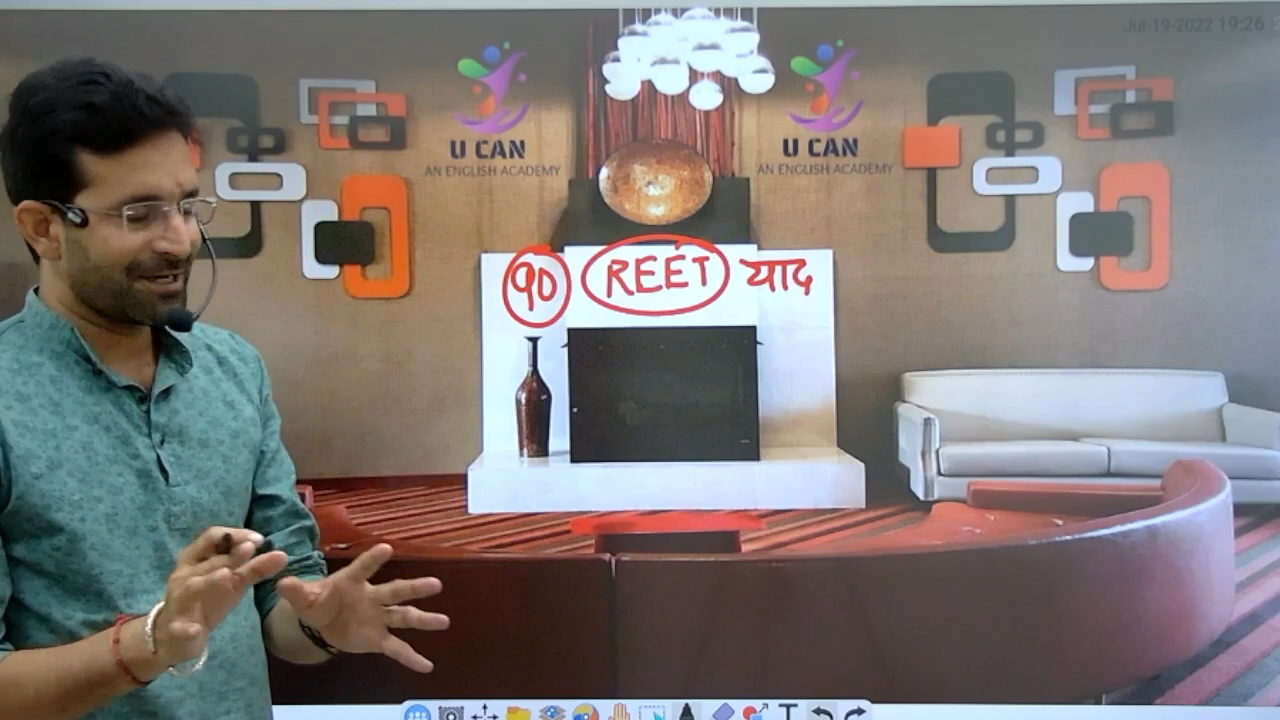 Jul-19-2022 19:26
U CAN
AN ENGLISH ACADEMY
U CAN
AN ENGLISH ACADEMY
90 REET याद
T